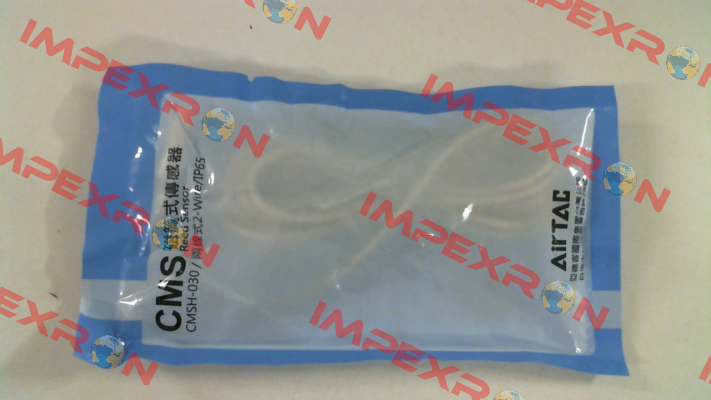 CMS
式傳感器
Reed Sensor
CMSH-030 / 兩線式2-Wire/IP65
AirTAC
IMPEXRON
IMPEXRON
IMPEXRON
IMPEXRON
IMPEXRON
IMPEXRON
IMPEXRON